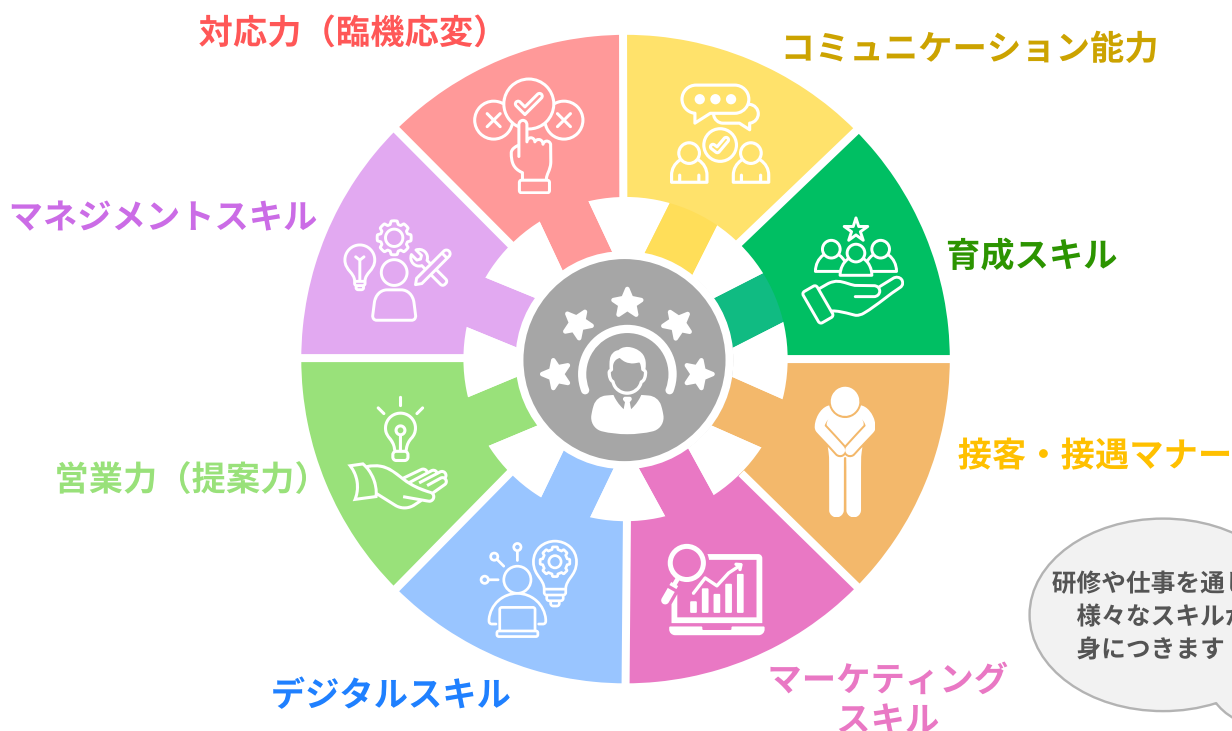 対応力（臨機応変）
コミュニケーション能力
マネジメントスキル
育成スキル
営業力（提案力）
接客・接遇マナー
デジタルスキル
マーケティング
スキル
研修や仕事を通し
様々なスキルが
身につきます